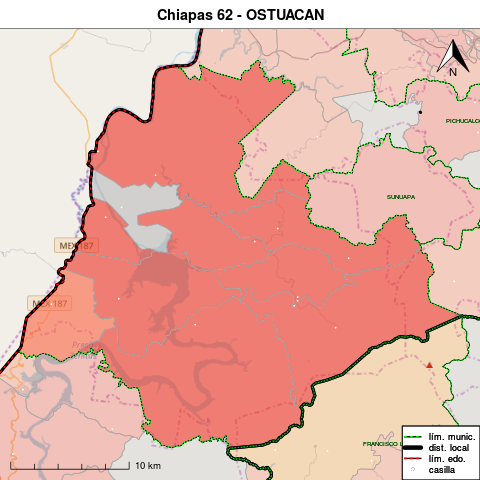 Chiapas 62 - OSTUACAN
N
PICHUCALCO
SUNUAPA
MEX 187
MEX 187
FRANCISCO L
10 km
lím. munic.
dist. local
lím. edo.
casilla